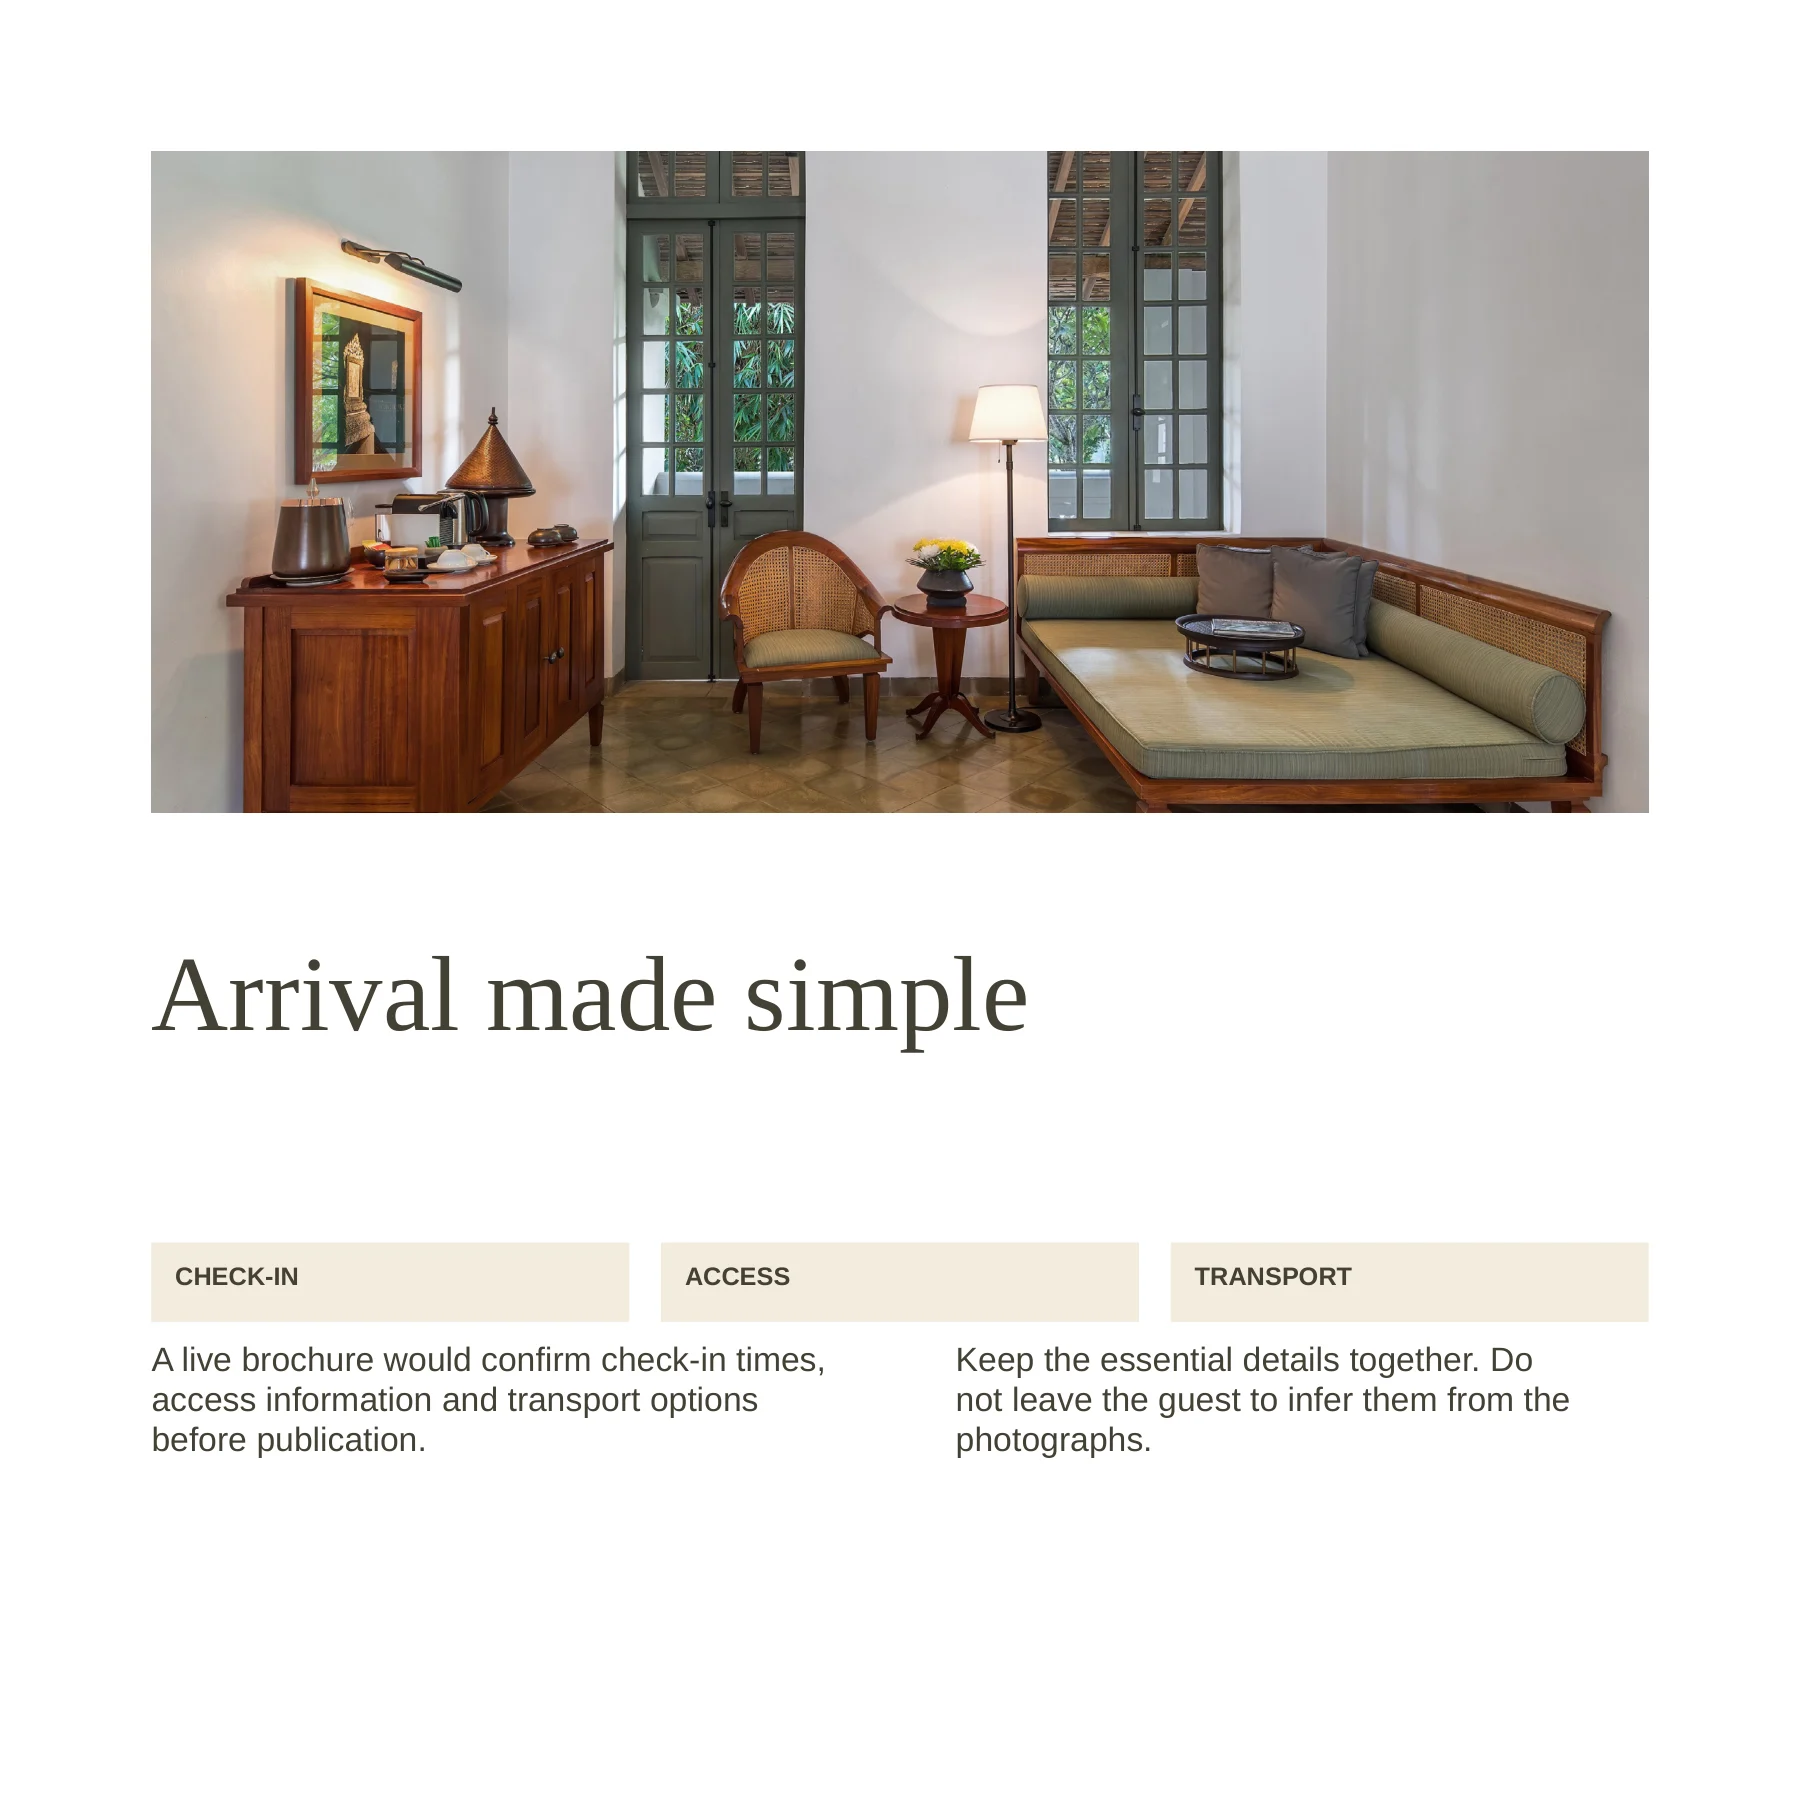 Arrival made simple
CHECK-IN
ACCESS
TRANSPORT
A live brochure would confirm check-in times,
access information and transport options
before publication.
Keep the essential details together. Do
not leave the guest to infer them from the
photographs.